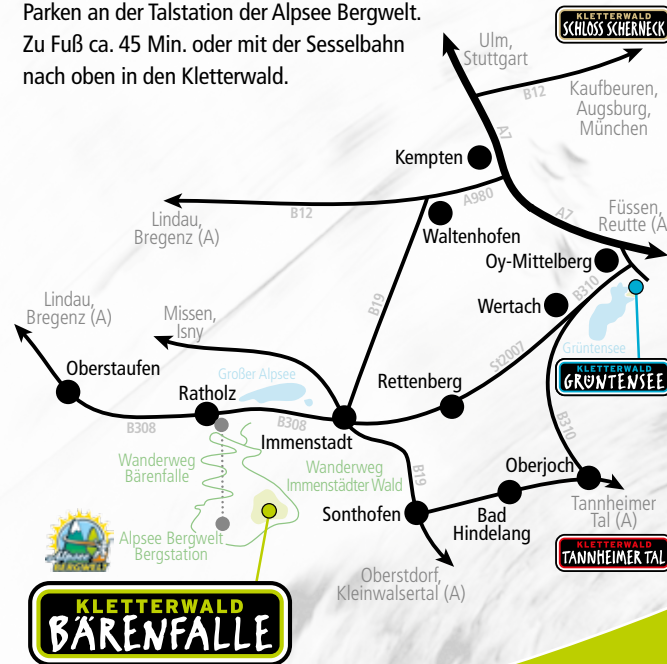 Parken an der Talstation der Alpsee Bergwelt.
Zu Fuß ca. 45 Min. oder mit der Sesselbahn
nach oben in den Kletterwald.
KLETTERWALD
SCHLOSS SCHERNECK
Ulm,
Stuttgart
B12
Kaufbeuren,
Augsburg,
München
A7
Kempten
A980
B12
Lindau,
Bregenz (A)
Waltenhofen
A7
Füssen,
Reutte (A
Oy-Mittelberg
B310
Wertach
Lindau,
Bregenz (A)
Missen,
Isny
B19
Grüntensee
St2007
KLETTERWALD
GRÜNTENSEE
Oberstaufen
Großer Alpsee
Ratholz
Rettenberg
B308
B308
Immenstadt
B310
Wanderweg
Bärenfalle
Wanderweg
Immenstädter Wald
B19
Oberjoch
Sonthofen
Bad
Hindelang
Tannheimer
Tal (A)
Alpsee
BERGWELT
Alpsee Bergwelt
Bergstation
KLETTERWALD
TANNHEIMER TAL
Oberstdorf,
Kleinwalsertal (A)
KLETTERWALD
BÄRENFALLE